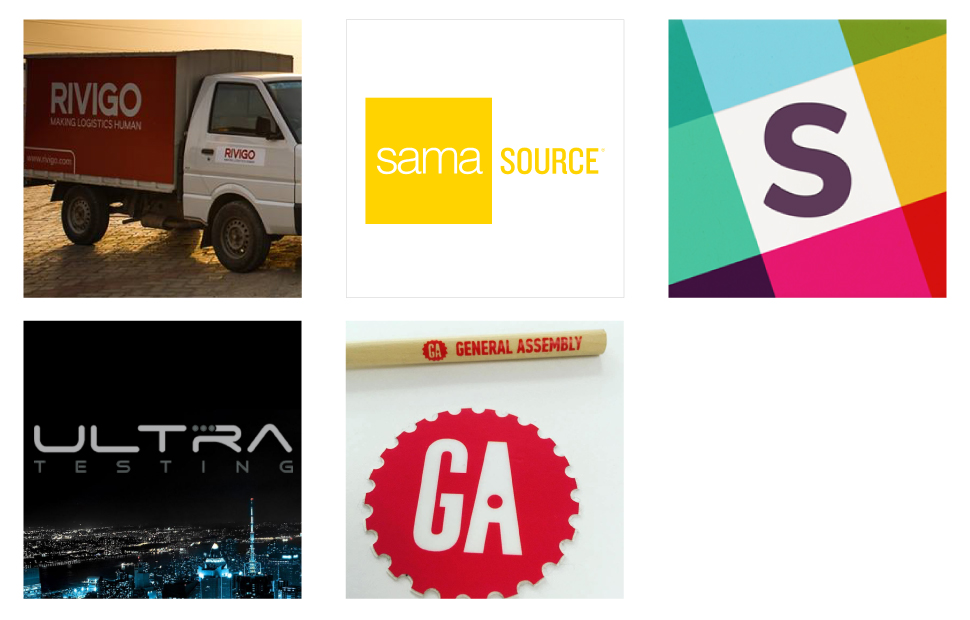 RIVIGO
MAKING LOGISTICS HUMAN
www.rivigo.com
RIVIGO
sama SOURCE
S
ULTRA
TESTING
GA GENERAL ASSEMBLY
GA